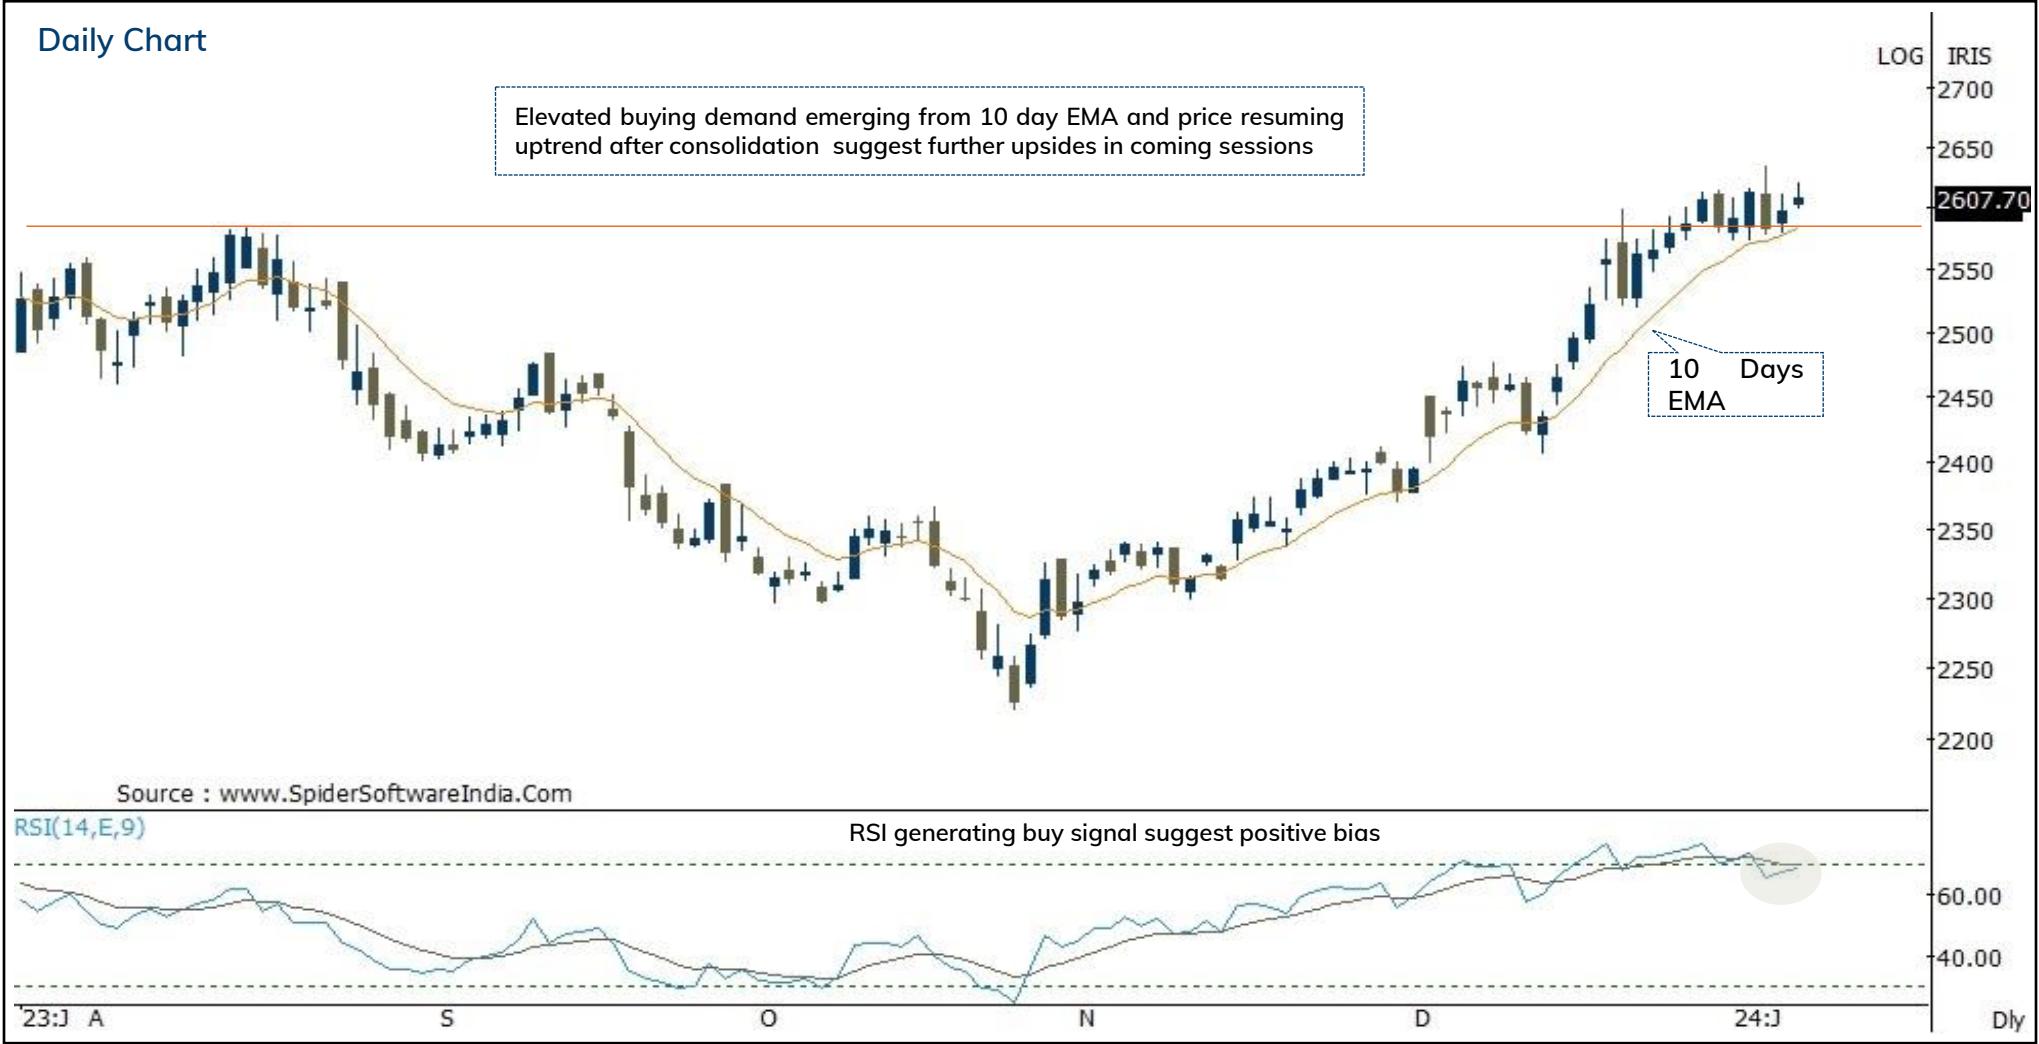 Daily Chart
LOG IRIS
2700
Elevated buying demand emerging from 10 day EMA and price resuming
uptrend after consolidation suggest further upsides in coming sessions
2650
2607.70
2550
2500
10 Days
EMA
2450
2400
2350
2300
2250
2200
Source : www.SpiderSoftwareIndia.Com
RSI(14,E,9)
RSI generating buy signal suggest positive bias
60.00
40.00
23:J A S O N D 24:J Dly